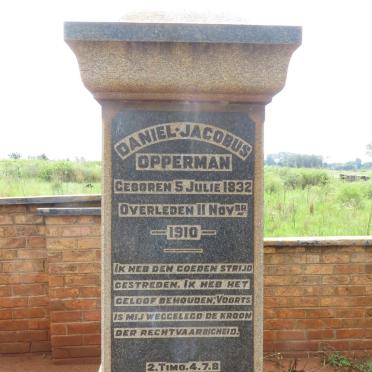 DANIEL JACOBUS
OPPERMAN
GEBOREN 5 JULIE 1832
OVERLEDEN 11 NOVBR
1910
IK HEB DEN GOEDEN STRIJD
GESTREDEN. IK HEB HET
GELOOF BEHOUDEN; VOORTS
IS MIJ WEGGELEGD DE KROON
DER RECHTVAARDIGHEID.
2. TIMO. 4. 7. 8